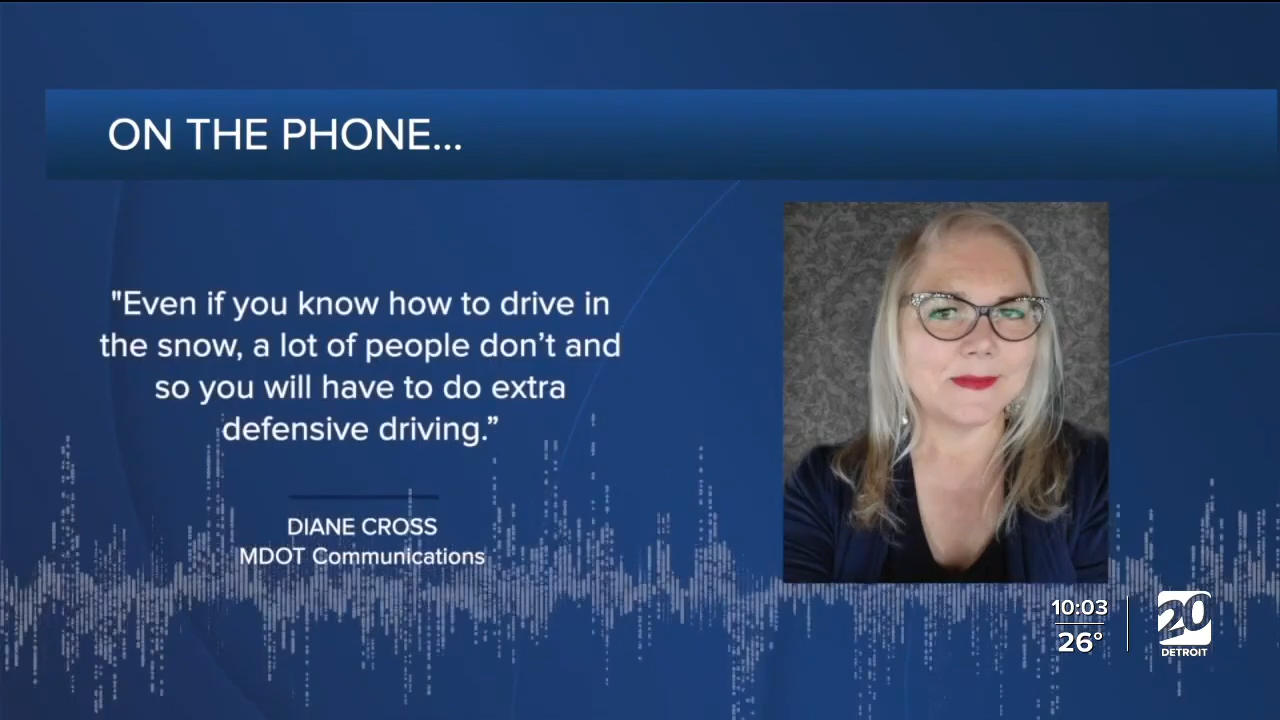 ON THE PHONE...
"Even if you know how to drive in
the snow, a lot of people don’t and
so you will have to do extra
defensive driving.”
DIANE CROSS
MDOT Communications
10:03
26°
20
DETROIT